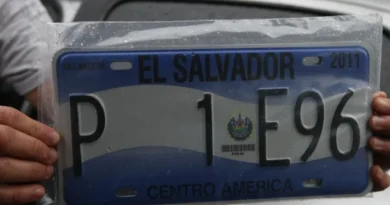 EL SALVADOR 2011
P 1E96
CENTRO AMERICA